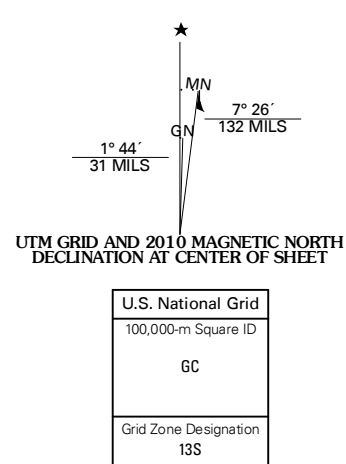 MN
7° 26´
132 MILS
GN
1° 44´
31 MILS
UTM GRID AND 2010 MAGNETIC NORTH
DECLINATION AT CENTER OF SHEET
U.S. National Grid
100,000-m Square ID
GC
Grid Zone Designation
13S